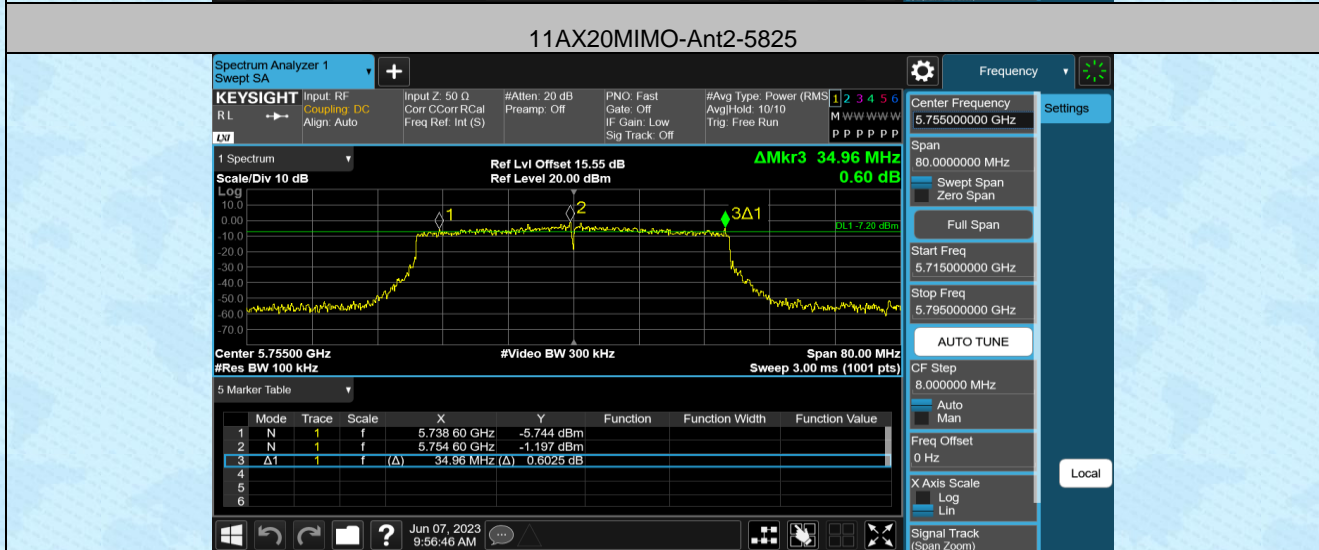 11AX20MIMO-Ant2-5825
Spectrum Analyzer 1
Swept SA
Frequency
KEYSIGHT
R L
LXI
Input: RF
Coupling: DC
Align: Auto
Input Z: 50 Ω
Corr CCorr RCal
Freq Ref: Int (S)
#Atten: 20 dB
Preamp: Off
PNO: Fast
Gate: Off
IF Gain: Low
Sig Track: Off
#Avg Type: Power (RMS
Avg|Hold: 10/10
Trig: Free Run
1 2 3 4 5 6
M W W W W W
P P P P P P
Center Frequency
5.755000000 GHz
Settings
Span
80.0000000 MHz
Swept Span
Zero Span
Full Span
Start Freq
5.715000000 GHz
Stop Freq
5.795000000 GHz
AUTO TUNE
CF Step
8.000000 MHz
Auto
Man
Freq Offset
0 Hz
X Axis Scale
Log
Lin
Signal Track
(Span Zoom)
Local
1 Spectrum
Scale/Div 10 dB
Ref Lvl Offset 15.55 dB
Ref Level 20.00 dBm
ΔMkr3 34.96 MHz
0.60 dB
Log
10.0
0.00
-10.0
-20.0
-30.0
-40.0
-50.0
-60.0
-70.0
1
2
3Δ1
DL1 -7.20 dBm
Center 5.75500 GHz
#Video BW 300 kHz
Span 80.00 MHz
#Res BW 100 kHz
Sweep 3.00 ms (1001 pts)
5 Marker Table
Mode Trace Scale X Y Function Function Width Function Value
1 N 1 f 5.738 60 GHz -5.744 dBm
2 N 1 f 5.754 60 GHz -1.197 dBm
3 Δ1 1 f (Δ) 34.96 MHz (Δ) 0.6025 dB
4
5
6
?
Jun 07, 2023
9:56:46 AM